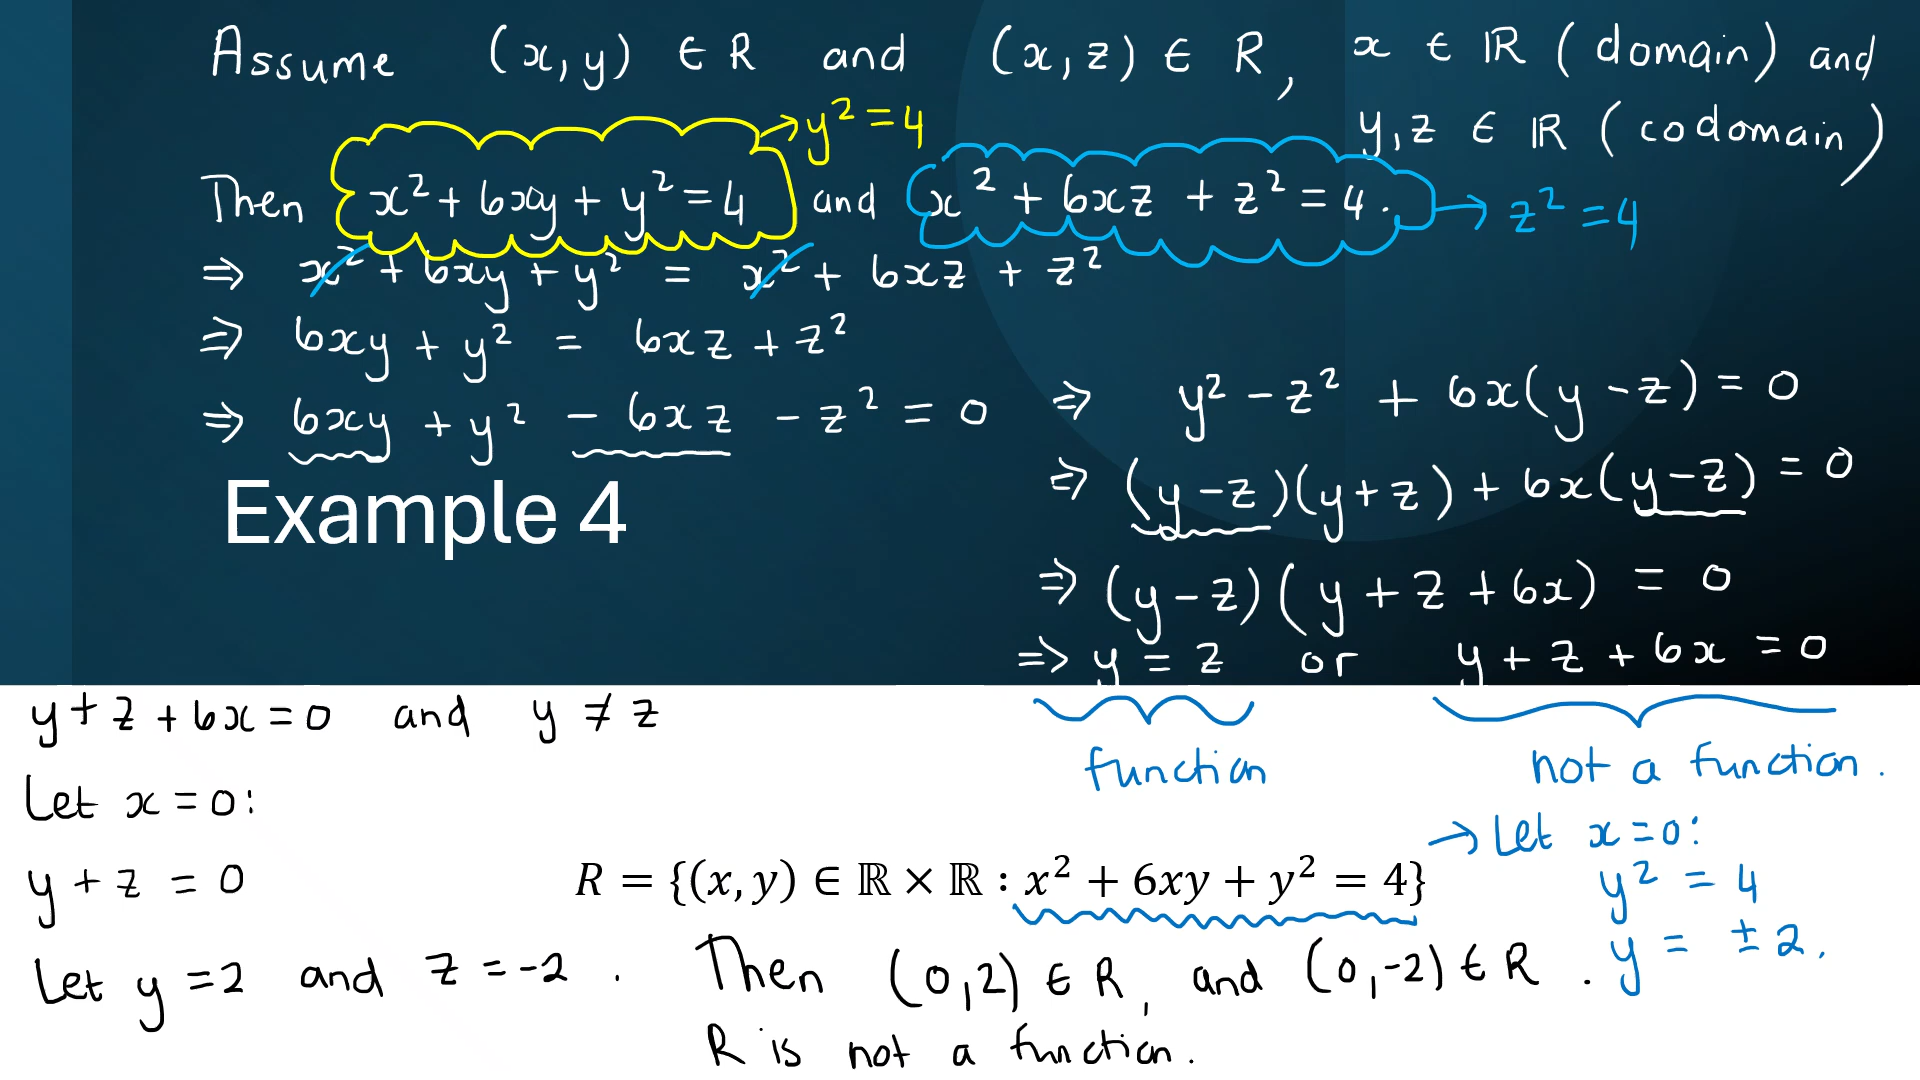 Assume (x, y) ∈ R and (x, z) ∈ R, x ∈ ℝ (domain) and
y, z ∈ ℝ (codomain)
→ y² = 4
Then x² + 6xy + y² = 4 and x² + 6xz + z² = 4. → z² = 4
⇒ x² + 6xy + y² = x² + 6xz + z²
⇒ 6xy + y² = 6xz + z²
⇒ 6xy + y² - 6xz - z² = 0
⇒ y² - z² + 6x(y - z) = 0
⇒ (y - z)(y + z) + 6x(y - z) = 0
⇒ (y - z)(y + z + 6x) = 0
⇒ y = z or y + z + 6x = 0
function
not a function.
Example 4
y + z + 6x = 0 and y ≠ z
Let x = 0:
y + z = 0
R = {(x, y) ∈ ℝ × ℝ : x² + 6xy + y² = 4}
→ Let x = 0:
y² = 4
y = ± 2.
Let y = 2 and z = -2 . Then (0, 2) ∈ R, and (0, -2) ∈ R .
R is not a function.